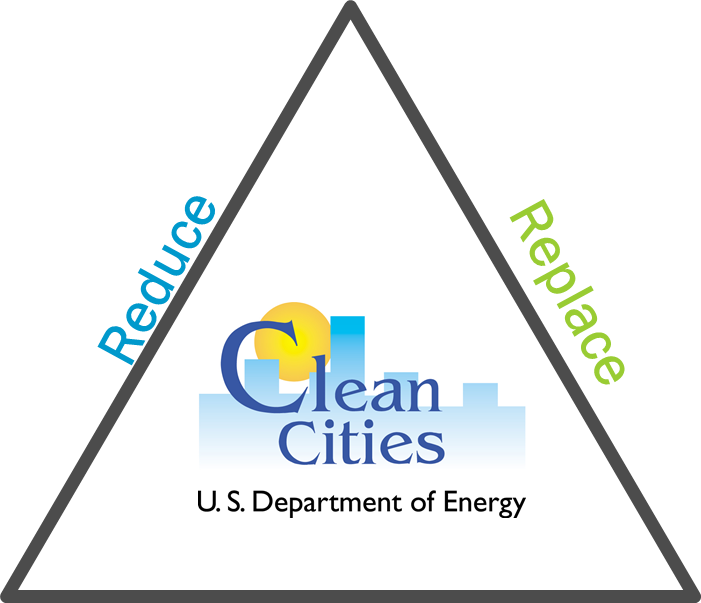 Reduce
Replace
Clean
Cities
U. S. Department of Energy